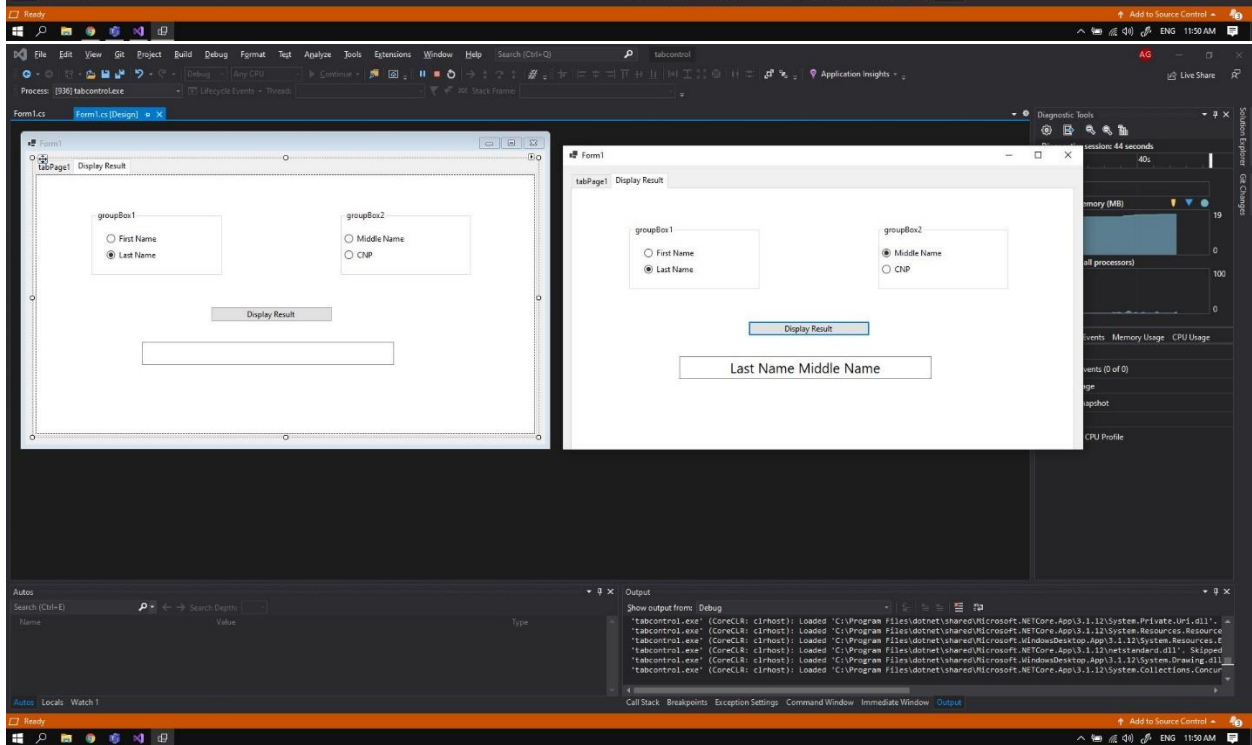 Ready Add to Source Control
ENG 11:50 AM
File Edit View Git Project Build Debug Format Test Analyze Tools Extensions Window Help Search (Ctrl+Q) tabcontrol AG
Debug Any CPU Continue Application Insights Live Share
Process: [936] tabcontrol.exe Lifecycle Events Thread: Stack Frame:
Form1.cs Form1.cs [Design] Diagnostic Tools
Solution Explorer
Git Changes
session: 44 seconds
40s
Form1
tabPage1 Display Result
groupBox1 groupBox2
First Name Middle Name
Last Name CNP
Display Result
Form1
tabPage1 Display Result
groupBox1 groupBox2
First Name Middle Name
Last Name CNP
Display Result
Last Name Middle Name
emory (MB)
19
0
all processors)
100
0
Events Memory Usage CPU Usage
vents (0 of 0)
age
napshot
CPU Profile
Autos
Search (Ctrl+E) Search Depth:
Name Value Type
Autos Locals Watch 1
Output
Show output from: Debug
'tabcontrol.exe' (CoreCLR: clrhost): Loaded 'C:\Program Files\dotnet\shared\Microsoft.NETCore.App\3.1.12\System.Private.Uri.dll'.
'tabcontrol.exe' (CoreCLR: clrhost): Loaded 'C:\Program Files\dotnet\shared\Microsoft.NETCore.App\3.1.12\System.Resources.Resource
'tabcontrol.exe' (CoreCLR: clrhost): Loaded 'C:\Program Files\dotnet\shared\Microsoft.WindowsDesktop.App\3.1.12\System.Resources.E
'tabcontrol.exe' (CoreCLR: clrhost): Loaded 'C:\Program Files\dotnet\shared\Microsoft.NETCore.App\3.1.12\netstandard.dll'. Skipped
'tabcontrol.exe' (CoreCLR: clrhost): Loaded 'C:\Program Files\dotnet\shared\Microsoft.WindowsDesktop.App\3.1.12\System.Drawing.dll
'tabcontrol.exe' (CoreCLR: clrhost): Loaded 'C:\Program Files\dotnet\shared\Microsoft.NETCore.App\3.1.12\System.Collections.Concur
Call Stack Breakpoints Exception Settings Command Window Immediate Window Output
Ready Add to Source Control
ENG 11:50 AM